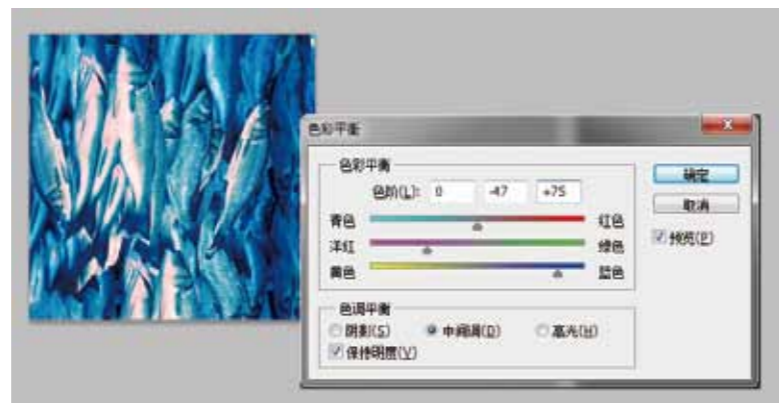 色彩平衡
X
色彩平衡
色阶(L): 0 -47 +75
青色 红色
洋红 绿色
黄色 蓝色
确定
取消
预览(P)
色调平衡
阴影(S) 中间调(D) 高光(H)
保持明度(V)